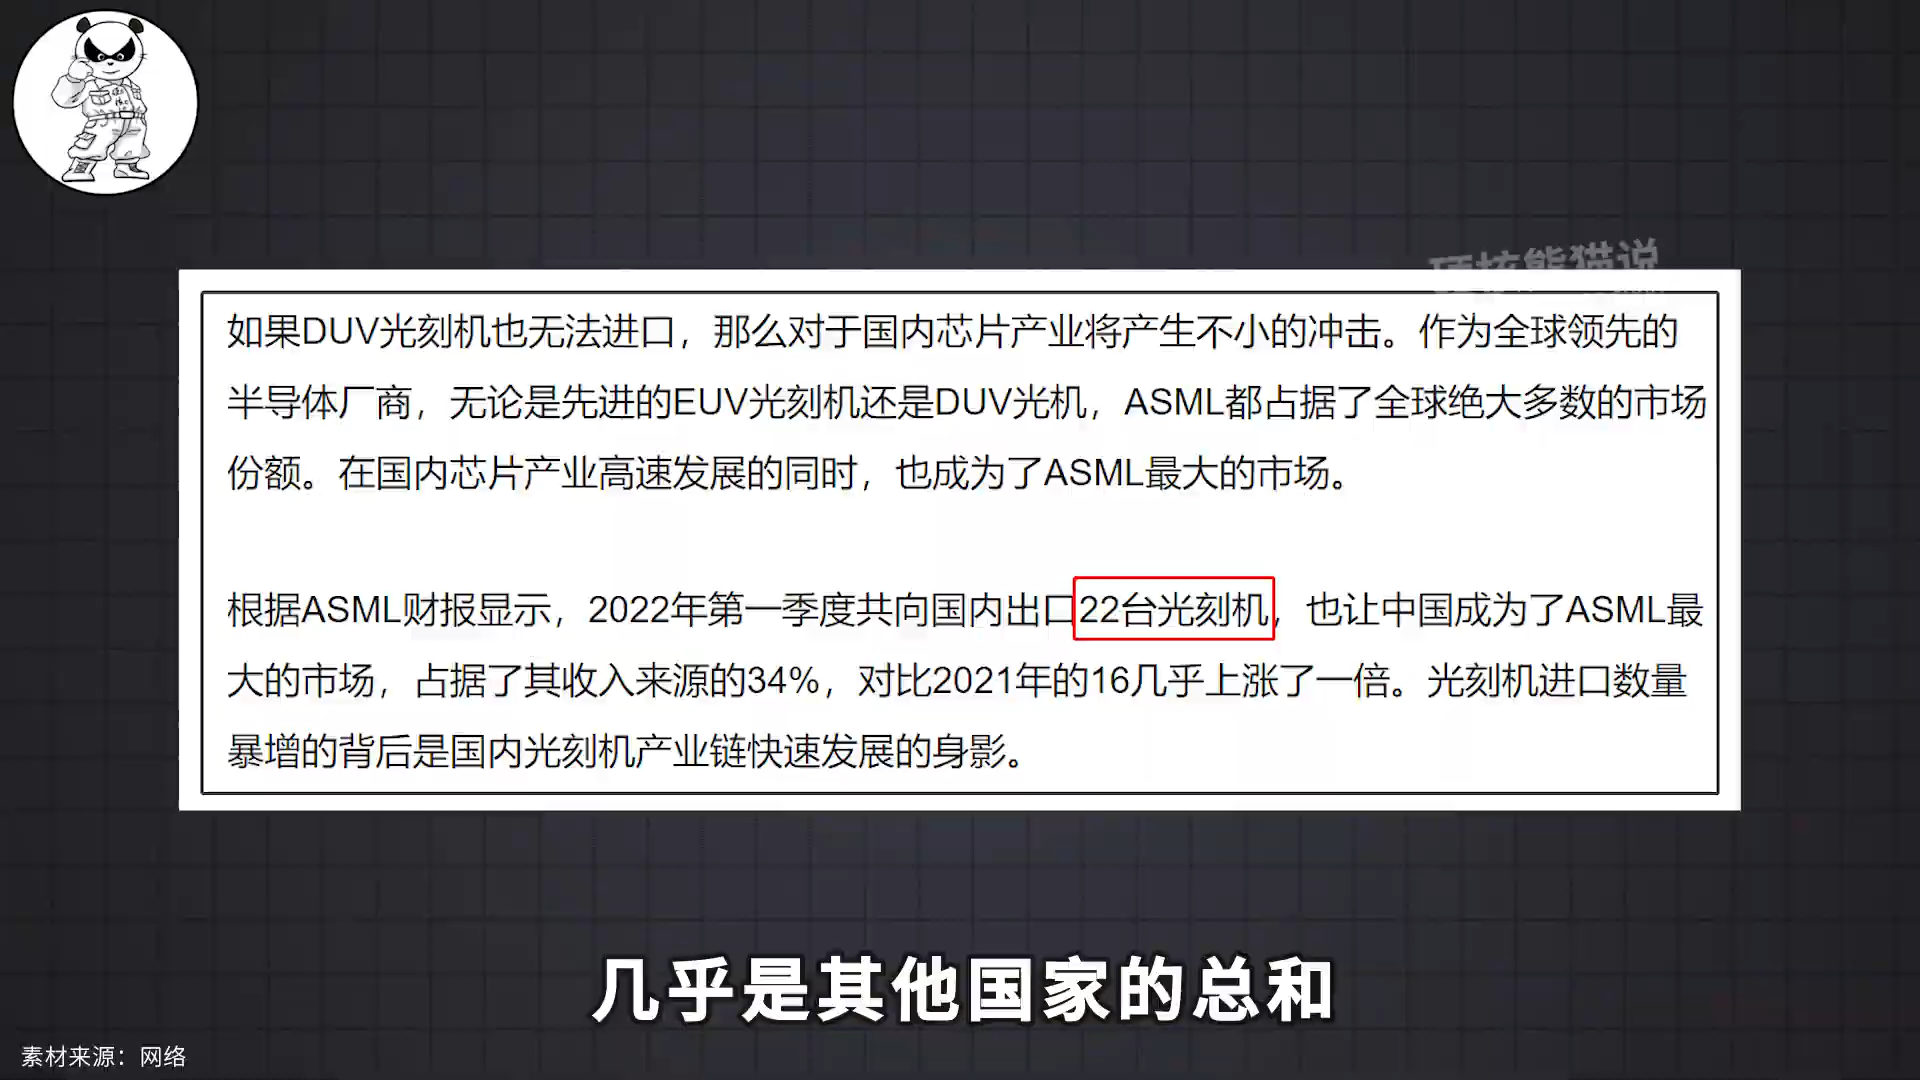 硬核熊猫说
如果DUV光刻机也无法进口，那么对于国内芯片产业将产生不小的冲击。作为全球领先的
半导体厂商，无论是先进的EUV光刻机还是DUV光机，ASML都占据了全球绝大多数的市场
份额。在国内芯片产业高速发展的同时，也成为了ASML最大的市场。
根据ASML财报显示，2022年第一季度共向国内出口22台光刻机，也让中国成为了ASML最
大的市场，占据了其收入来源的34%，对比2021年的16几乎上涨了一倍。光刻机进口数量
暴增的背后是国内光刻机产业链快速发展的身影。
几乎是其他国家的总和
素材来源：网络